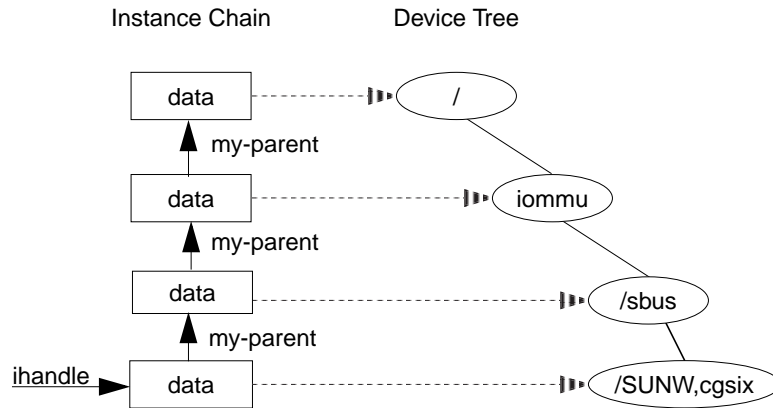 Instance Chain Device Tree
data /
my-parent
data iommu
my-parent
data /sbus
my-parent
ihandle data /SUNW,cgsix